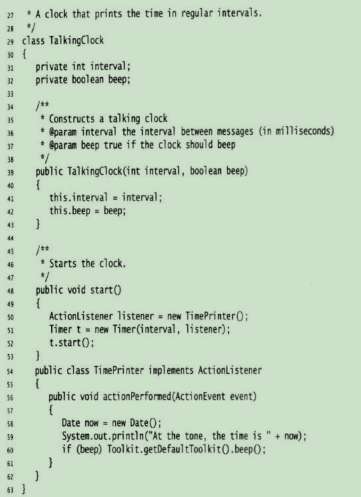 27 * A clock that prints the time in regular intervals.
28 */
29 class TalkingClock
30 {
31 private int interval;
32 private boolean beep;
33
34 /**
35 * Constructs a talking clock
36 * @param interval the interval between messages (in milliseconds)
37 * @param beep true if the clock should beep
38 */
39 public TalkingClock(int interval, boolean beep)
40 {
41 this.interval = interval;
42 this.beep = beep;
43 }
44
45 /**
46 * Starts the clock.
47 */
48 public void start()
49 {
50 ActionListener listener = new TimePrinter();
51 Timer t = new Timer(interval, listener);
52 t.start();
53 }
54 public class TimePrinter implements ActionListener
55 {
56 public void actionPerformed(ActionEvent event)
57 {
58 Date now = new Date();
59 System.out.println("At the tone, the time is " + now);
60 if (beep) Toolkit.getDefaultToolkit().beep();
61 }
62 }
63 }